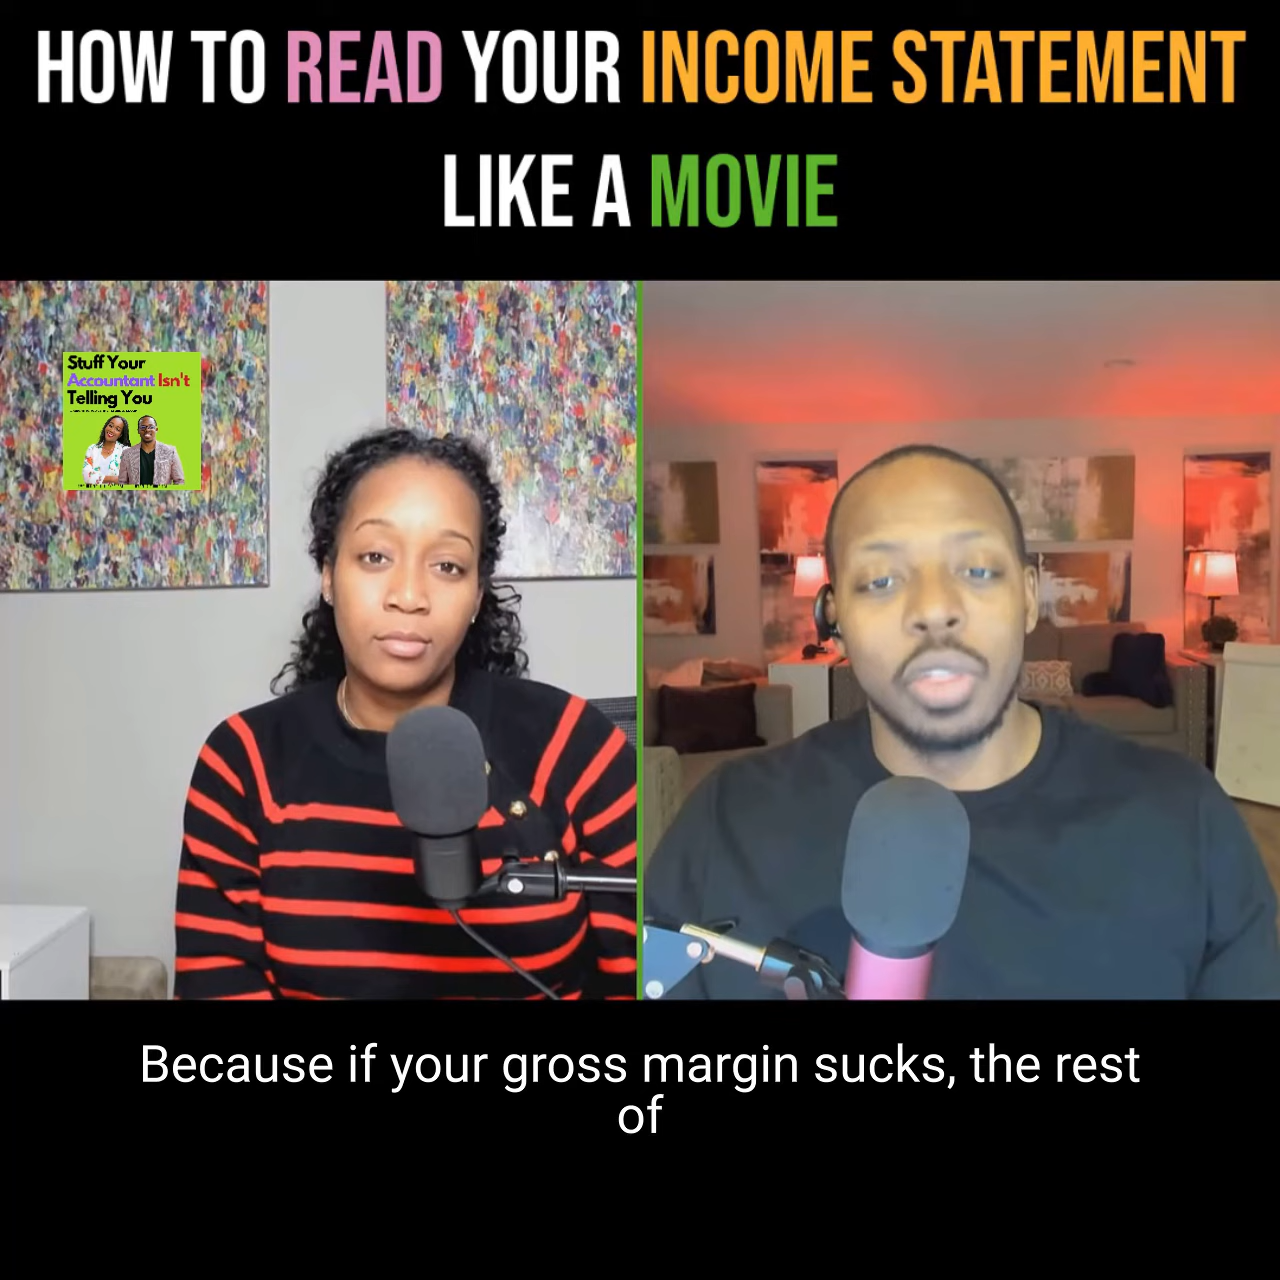 HOW TO READ YOUR INCOME STATEMENT
LIKE A MOVIE
Stuff Your
Accountant Isn't
Telling You
Because if your gross margin sucks, the rest
of